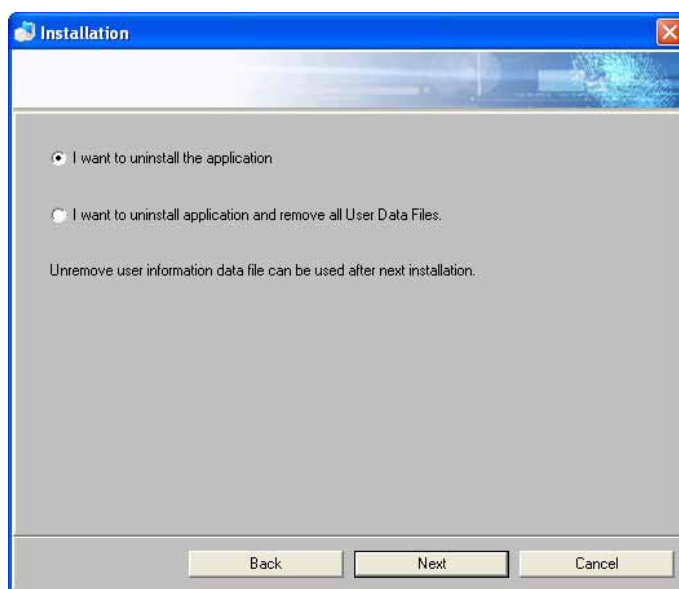 Installation
I want to uninstall the application
I want to uninstall application and remove all User Data Files.
Unremove user information data file can be used after next installation.
Back
Next
Cancel